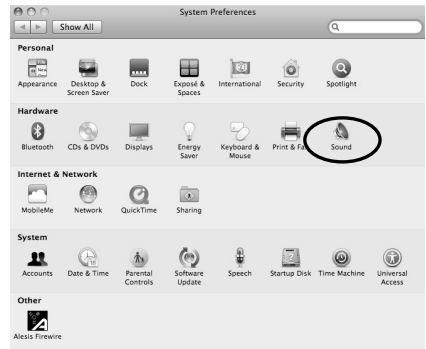 System Preferences
Show All
Personal
Appearance Desktop & Screen Saver Dock Exposé & Spaces International Security Spotlight
Hardware
Bluetooth CDs & DVDs Displays Energy Saver Keyboard & Mouse Print & Fa Sound
Internet & Network
MobileMe Network QuickTime Sharing
System
Accounts Date & Time Parental Controls Software Update Speech Startup Disk Time Machine Universal Access
Other
Alesis Firewire